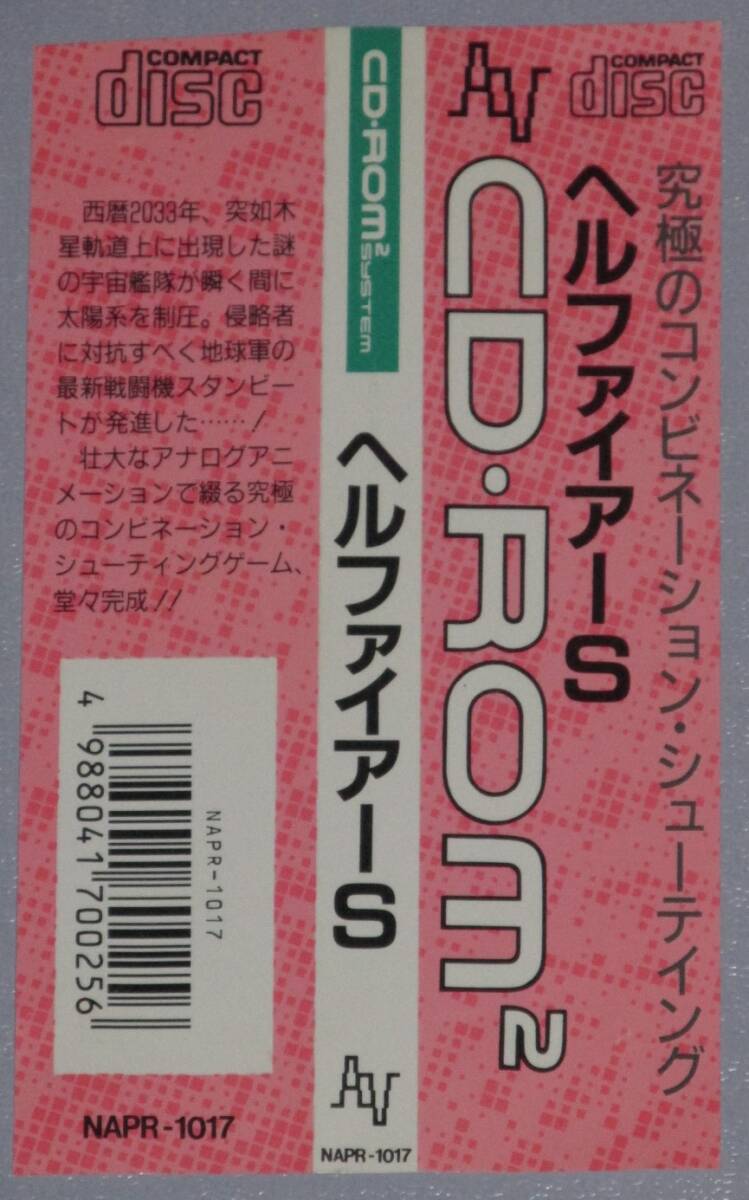 COMPACT
disc
西暦2033年、突如木
星軌道上に出現した謎
の宇宙艦隊が瞬く間に
太陽系を制圧。侵略者
に対抗すべく地球軍の
最新戦闘機スタンビー
トが発進した……!
壮大なアナログアニ
メーションで綴る究極
のコンビネーション・
シューティングゲーム、
堂々完成!!
4 988041 700256
NAPR-1017
NAPR-1017
CD・ROM2 SYSTEM
ヘルファイアーS
AV
NAPR-1017
AV
COMPACT
disc
究極のコンビネーション・シューティング
ヘルファイアーS
CD・ROM2